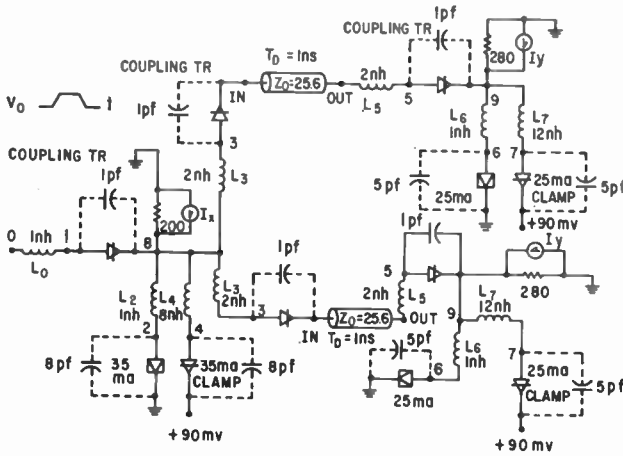 COUPLING TR
1pf
280
Iy
COUPLING TR
TD = Ins
IN
Z0=25.6
OUT
2nh
L5
5
9
1pf
3
2nh
L3
L6
1nh
L7
12nh
6
7
5pf
25ma
25ma
CLAMP
5pf
+90mv
V0
t
COUPLING TR
1pf
200
Ix
0
1nh
1
L0
8
L2
1nh
L4
8nh
2
4
8pf
35
ma
35ma
CLAMP
8pf
+90mv
L3
2nh
1pf
3
IN
Z0=25.6
OUT
TD = Ins
1pf
5
2nh
L5
9
Iy
280
L7
12nh
5pf
L6
1nh
6
25ma
7
25ma
CLAMP
5pf
+90mv